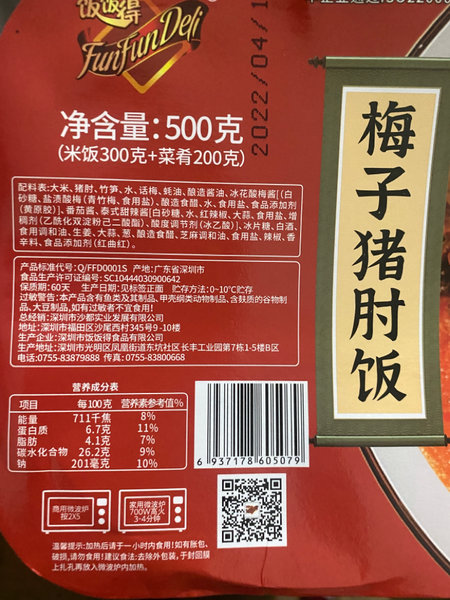 饭饭得
FunFunDeli
2022/04/1
净含量:500克
(米饭300克+菜肴200克)
梅子猪肘饭
配料表:大米、猪肘、竹笋、水、话梅、蚝油、酿造酱油、冰花酸梅酱[(白
砂糖、盐渍酸梅(青竹梅、食用盐)、酿造食醋、水、食用盐、食品添加剂
(黄原胶)]、番茄酱、泰式甜辣酱[白砂糖、水、红辣椒、大蒜、食用盐、增
稠剂(乙酰化双淀粉己二酸酯)、酸度调节剂(冰乙酸)]、冰片糖、白酒、
食用调和油、生姜、大蒜、葱、酿造食醋、芝麻调和油、食用盐、辣椒、香
辛料、食品添加剂(红曲红)。
产品标准号:Q/FFD0001S 产地:广东省深圳市
食品生产许可证编号:SC10444030900642
保质期:60天 生产日期:见标签正面 贮存方法:0~10℃贮存
过敏警告:本产品含有鱼类及其制品、甲壳纲类动物制品、含麸质的谷物制
品、大豆制品,如有过敏者不宜食用!
总经销:深圳市沙都实业发展有限公司
地址:深圳市福田区沙尾西村345号9-10楼
生产企业:深圳市饭饭得食品有限公司
生产地址:深圳市光明区凤凰街道东坑社区长丰工业园第7栋1-5楼B区
电话:0755-83879888 传真:0755-83800668
营养成分表
项目 每100克 营养素参考值%
能量 711千焦 8%
蛋白质 6.7克 11%
脂肪 4.1克 7%
碳水化合物 26.2克 9%
钠 201毫克 10%
6 937178 605079
商用微波炉
按2X5
家用微波炉
700W高火
3-4分钟
温馨提示:加热后请于一小时内食用!如有胀包、
破损,请勿食用!建议食法:去除外包装,于封回膜
上扎孔再放入微波炉内加热。